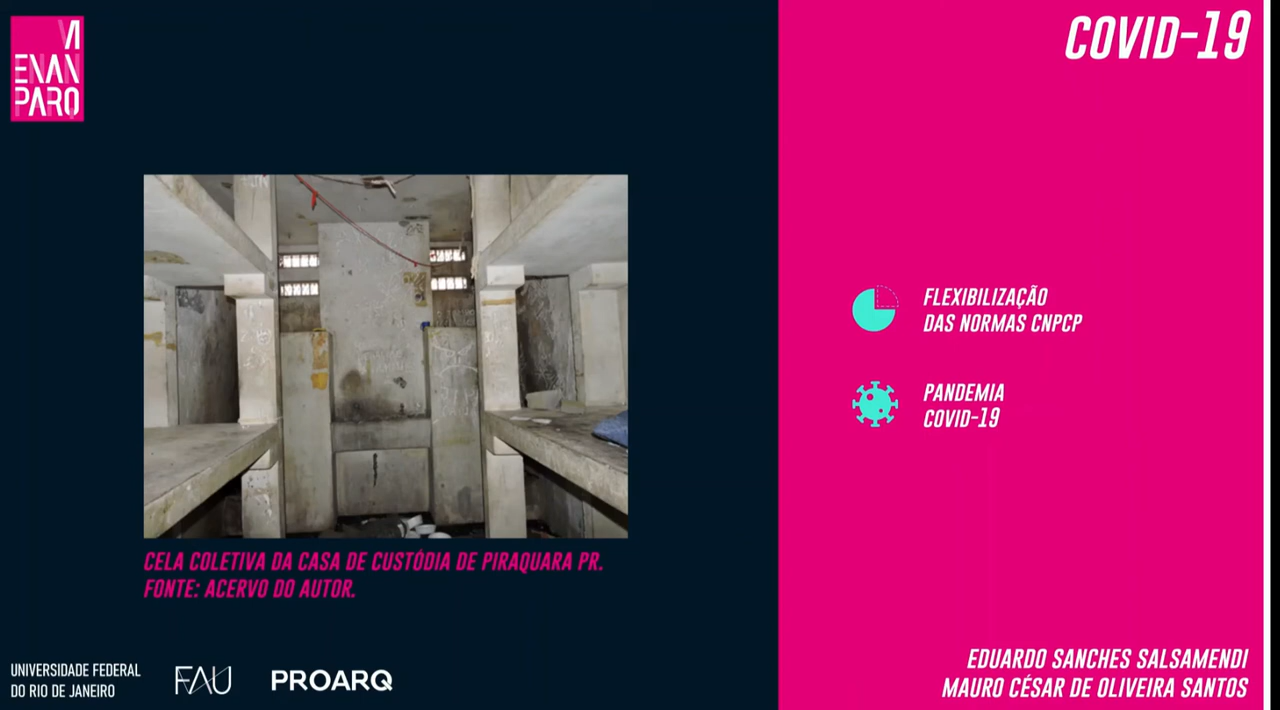 VI
ENAN
PARQ
COVID-19
FLEXIBILIZAÇÃO
DAS NORMAS CNPCP
PANDEMIA
COVID-19
CELA COLETIVA DA CASA DE CUSTÓDIA DE PIRAQUARA PR.
FONTE: ACERVO DO AUTOR.
UNIVERSIDADE FEDERAL
DO RIO DE JANEIRO
FAU
PROARQ
EDUARDO SANCHES SALSAMENDI
MAURO CÉSAR DE OLIVEIRA SANTOS